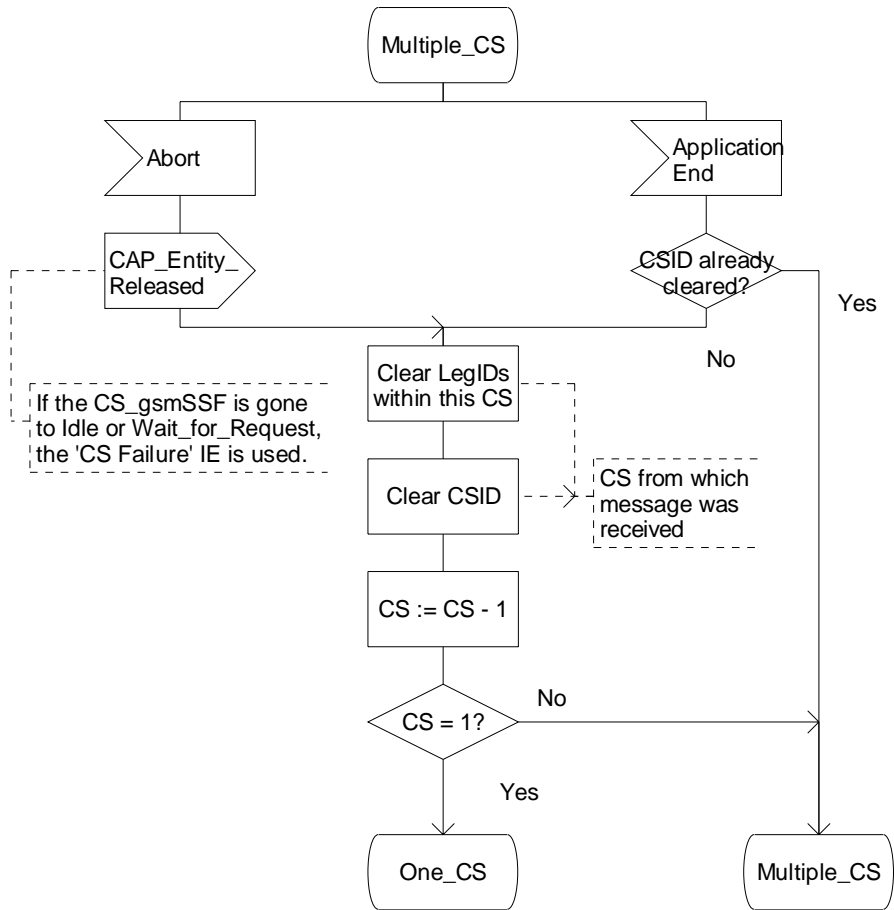 Multiple_CS
Abort
Application
End
CAP_Entity_
Released
CSID already
cleared?
Yes
No
Clear LegIDs
within this CS
If the CS_gsmSSF is gone
to Idle or Wait_for_Request,
the 'CS Failure' IE is used.
Clear CSID
CS from which
message was
received
CS := CS - 1
CS = 1?
No
Yes
One_CS
Multiple_CS